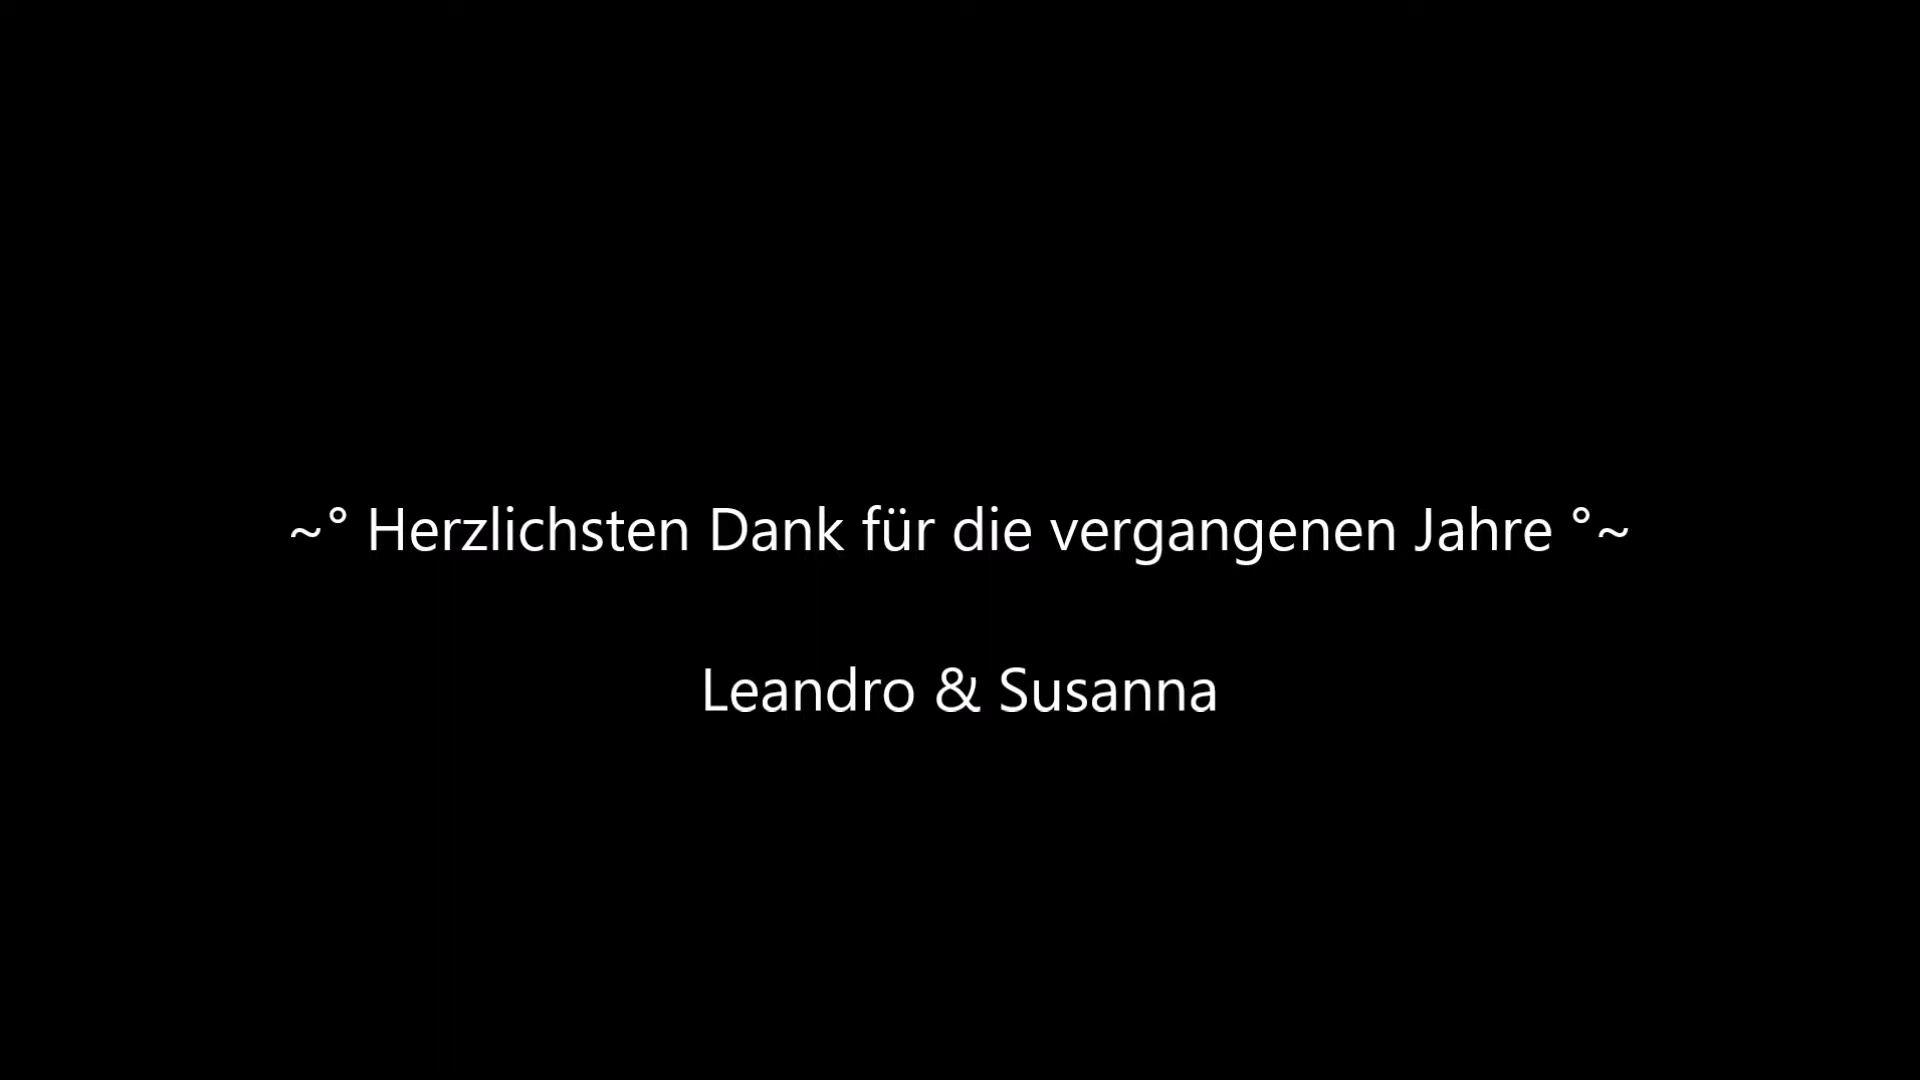 ~° Herzlichsten Dank für die vergangenen Jahre °~
Leandro & Susanna